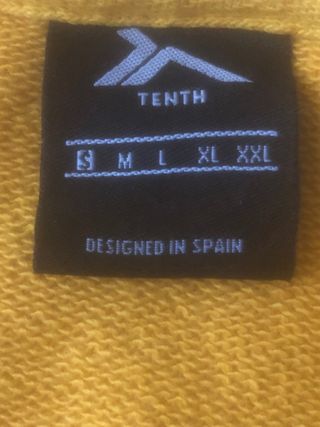 TENTH
S M L XL XXL
DESIGNED IN SPAIN